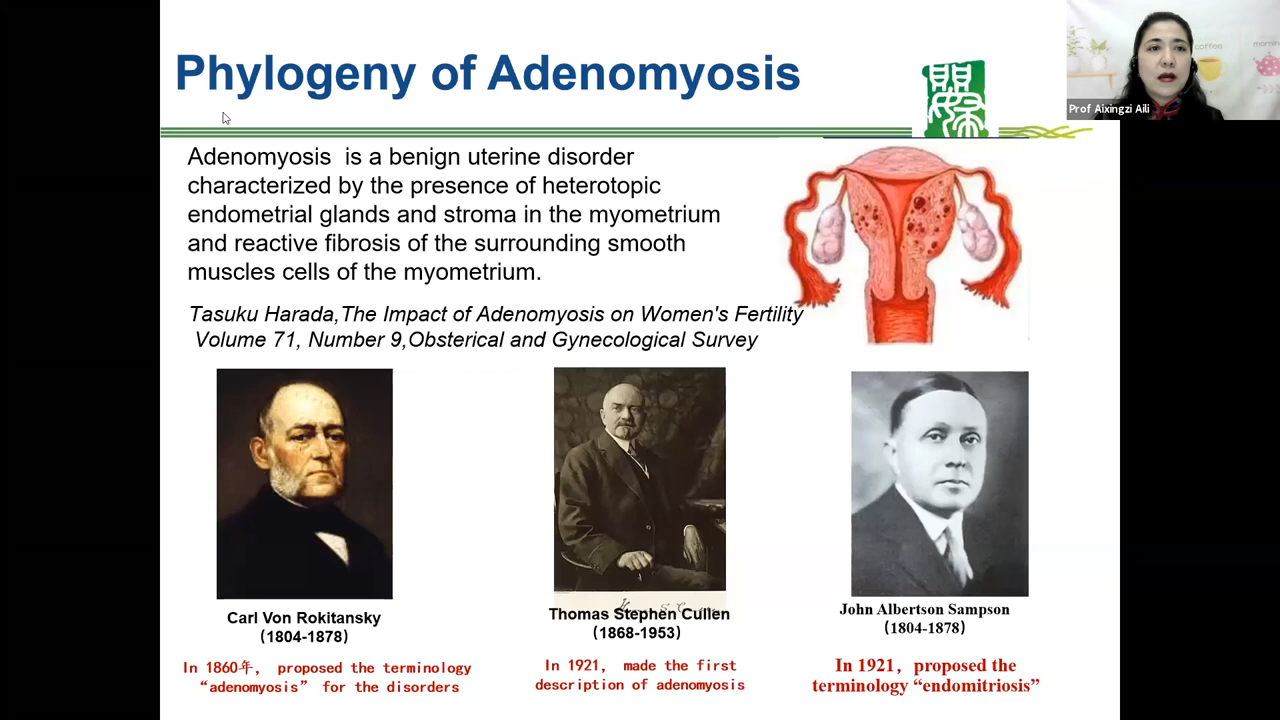 Phylogeny of Adenomyosis
coffee
morning
Prof Aixingzi Aili
Adenomyosis is a benign uterine disorder
characterized by the presence of heterotopic
endometrial glands and stroma in the myometrium
and reactive fibrosis of the surrounding smooth
muscles cells of the myometrium.
Tasuku Harada,The Impact of Adenomyosis on Women's Fertility
Volume 71, Number 9,Obsterical and Gynecological Survey
Carl Von Rokitansky
(1804-1878)
In 1860年, proposed the terminology
“adenomyosis” for the disorders
Thomas Stephen Cullen
(1868-1953)
In 1921, made the first
description of adenomyosis
John Albertson Sampson
(1804-1878)
In 1921, proposed the
terminology “endomitriosis”